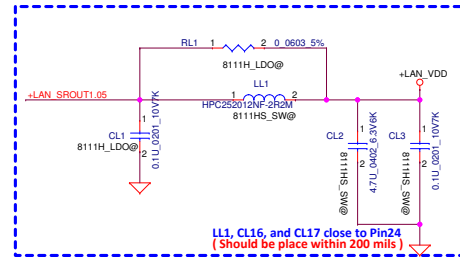 RL1 1 2 0_0603_5%
8111H_LDO@
+LAN_VDD
LL1
+LAN_SROUT1.05 1 2
HPC252012NF-2R2M
8111HS_SW@
CL1
8111H_LDO@
1
2
0.1U_0201_10V7K
CL2
8111HS_SW@
1
2
4.7U_0402_6.3V6K
CL3
8111HS_SW@
1
2
0.1U_0201_10V7K
LL1, CL16, and CL17 close to Pin24
( Should be place within 200 mils )